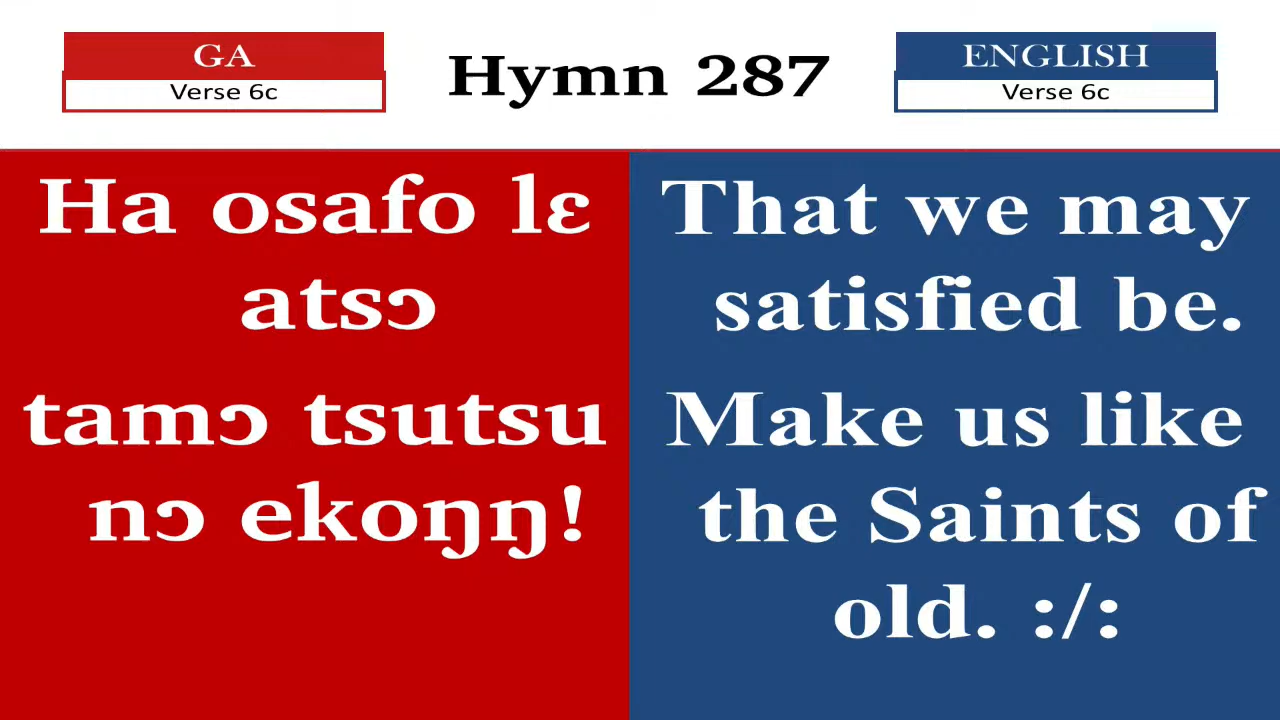 GA
Verse 6c
Hymn 287
ENGLISH
Verse 6c
Ha osafo lɛ
atsɔ
tamɔ tsutsu
nɔ ekoŋŋ!
That we may
satisfied be.
Make us like
the Saints of
old. :/: